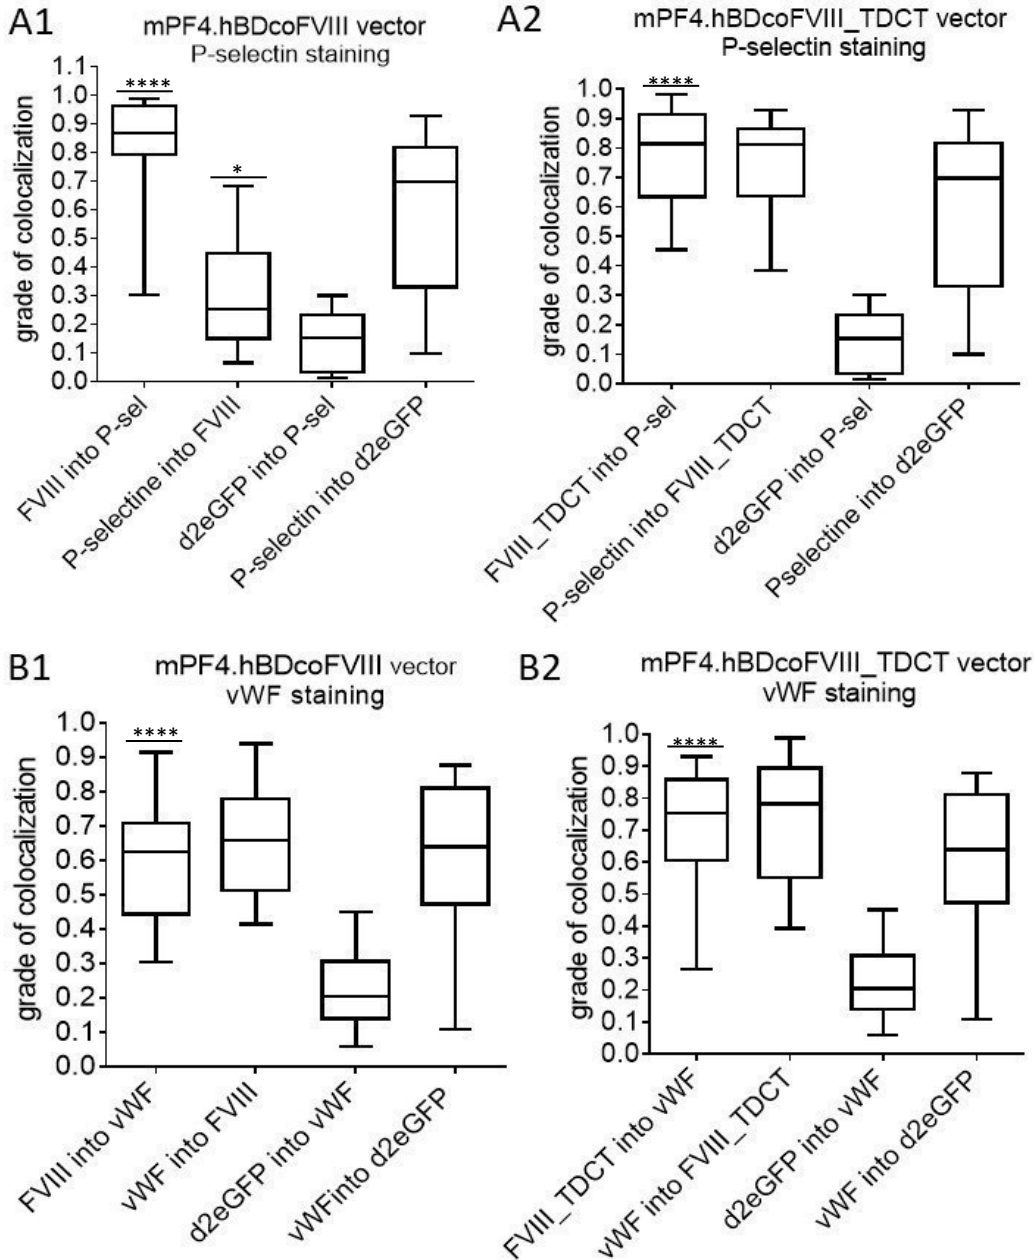 A1
mPF4.hBDcoFVIII vector
P-selectin staining
grade of colocalization
1.1
1.0
0.9
0.8
0.7
0.6
0.5
0.4
0.3
0.2
0.1
0.0
****
*
FVIII into P-sel
P-selectine into FVIII
d2eGFP into P-sel
P-selectin into d2eGFP
A2
mPF4.hBDcoFVIII_TDCT vector
P-selectin staining
grade of colocalization
1.0
0.9
0.8
0.7
0.6
0.5
0.4
0.3
0.2
0.1
0.0
****
FVIII_TDCT into P-sel
P-selectin into FVIII_TDCT
d2eGFP into P-sel
Pselectine into d2eGFP
B1
mPF4.hBDcoFVIII vector
vWF staining
grade of colocalization
1.0
0.9
0.8
0.7
0.6
0.5
0.4
0.3
0.2
0.1
0.0
****
FVIII into vWF
vWF into FVIII
d2eGFP into vWF
vWFinto d2eGFP
B2
mPF4.hBDcoFVIII_TDCT vector
vWF staining
grade of colocalization
1.0
0.9
0.8
0.7
0.6
0.5
0.4
0.3
0.2
0.1
0.0
****
FVIII_TDCT into vWF
vWF into FVIII_TDCT
d2eGFP into vWF
vWF into d2eGFP